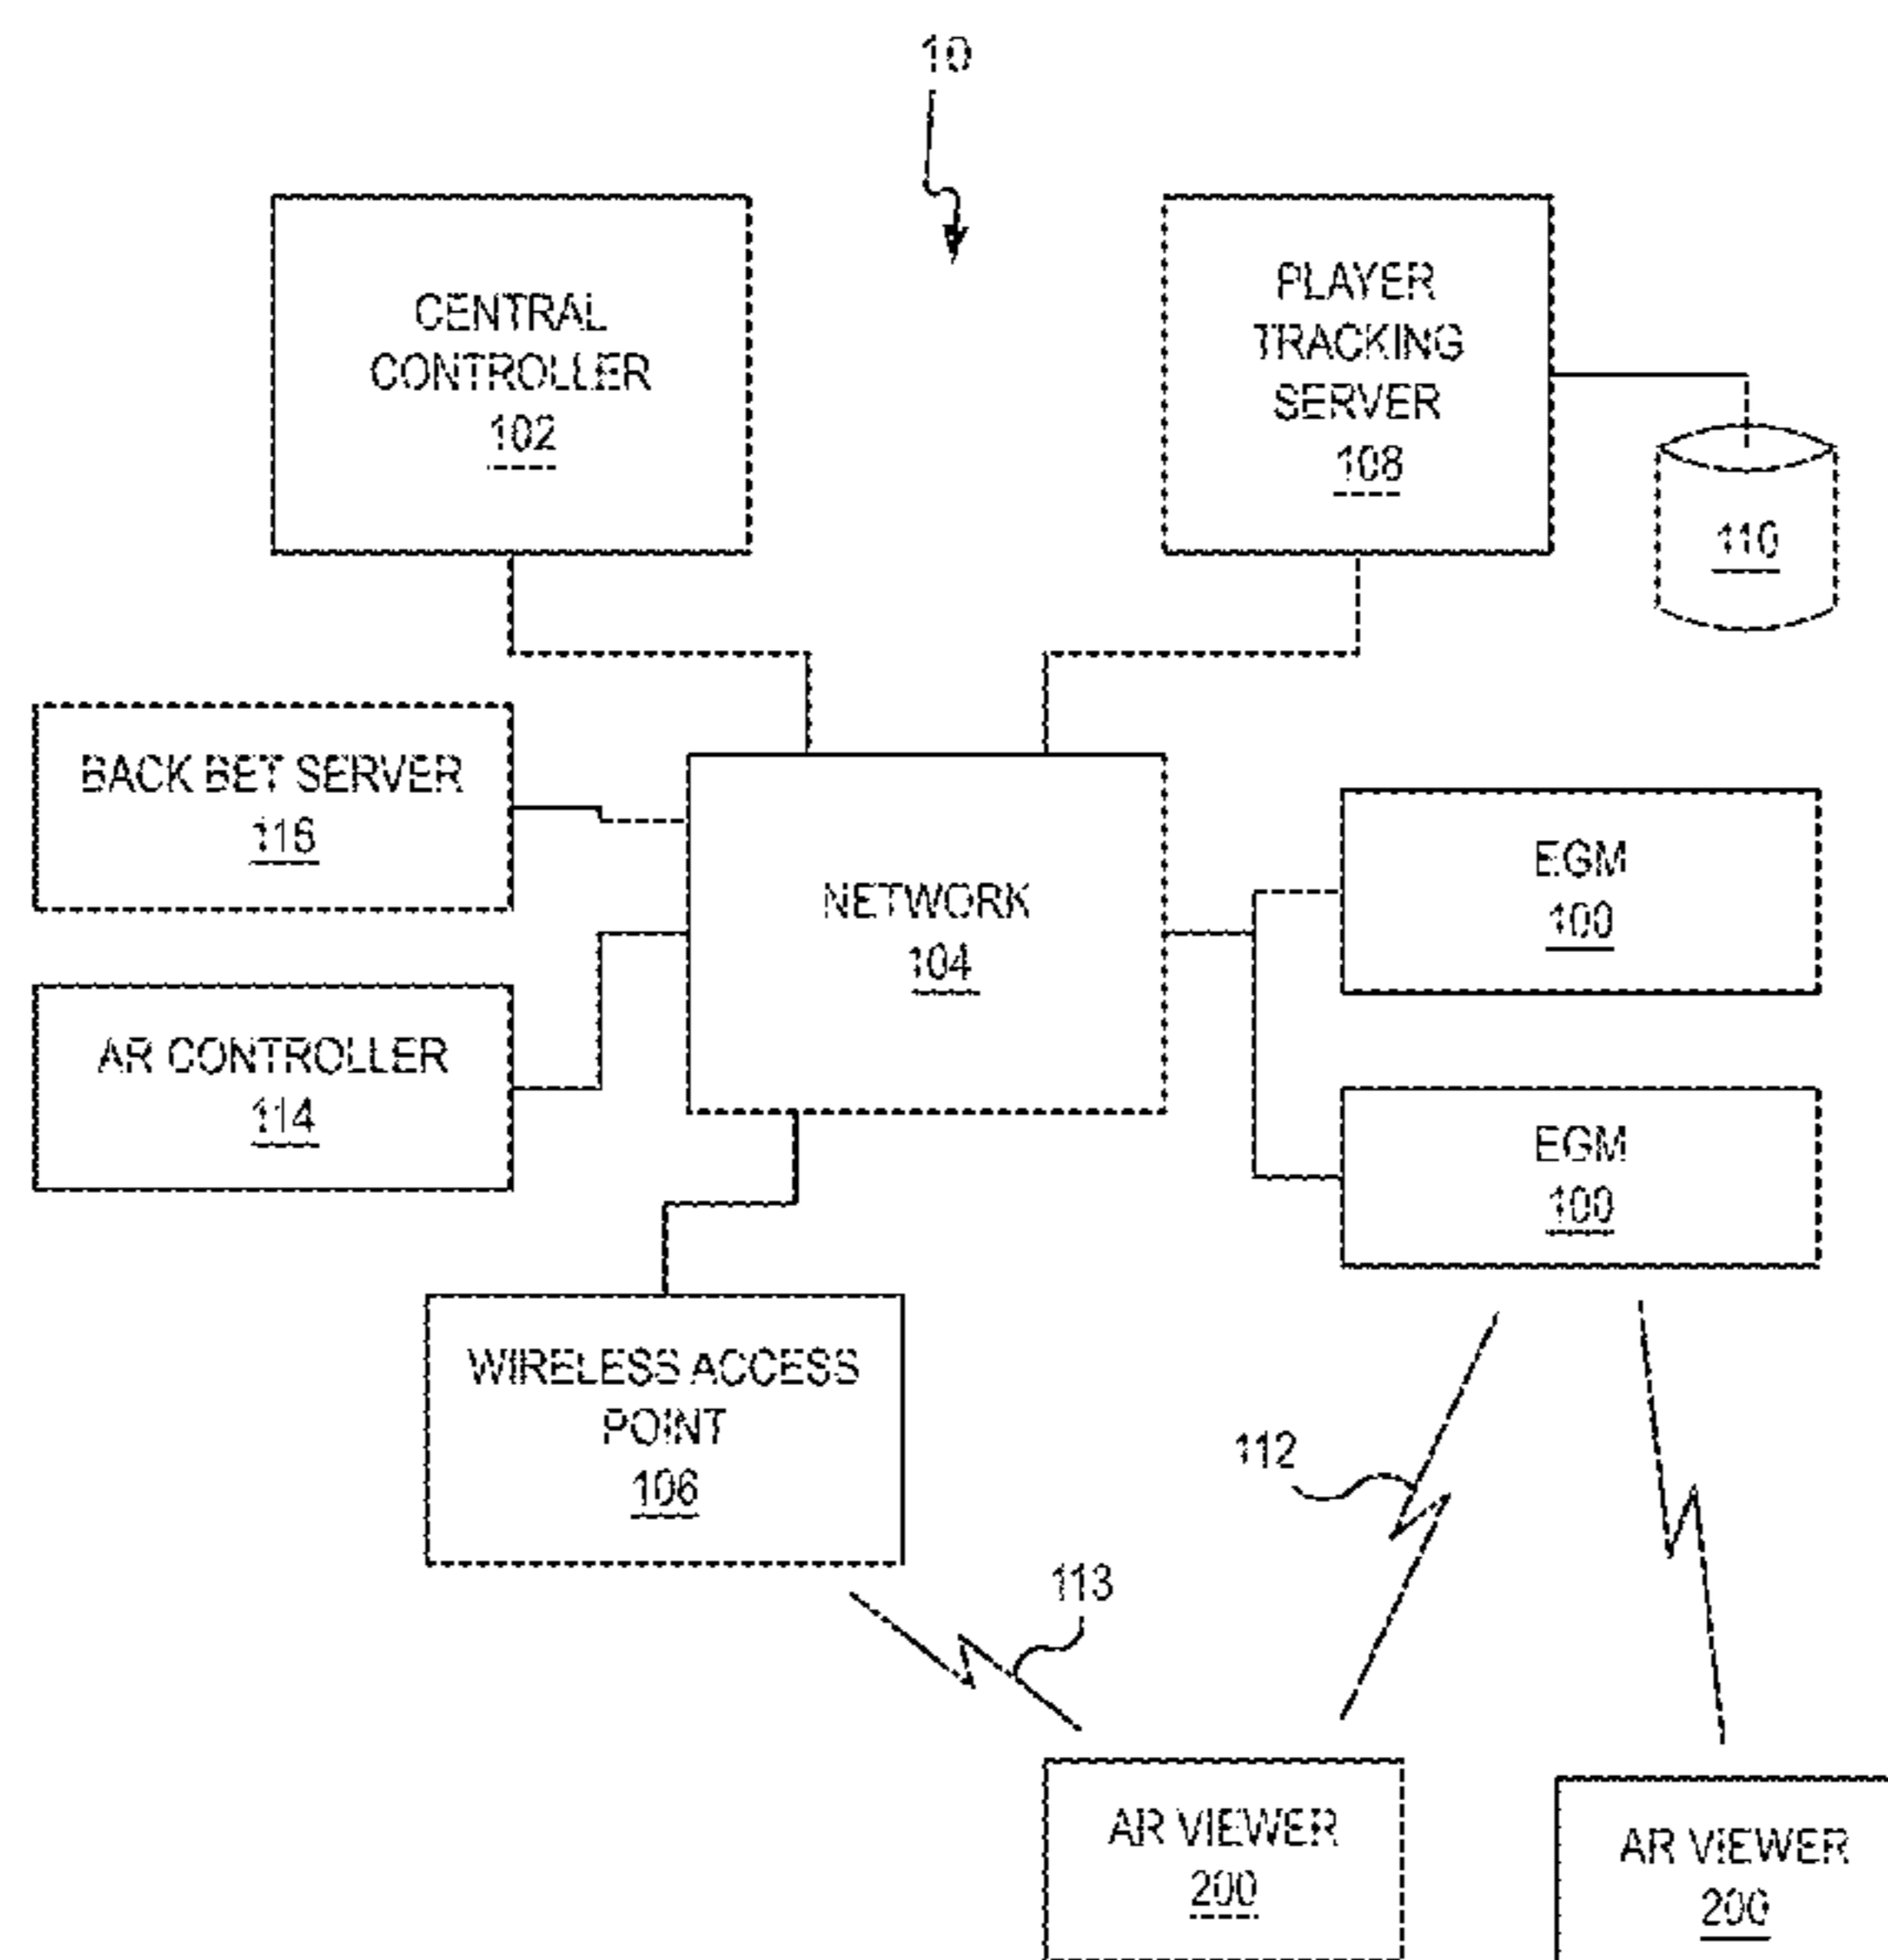 10
CENTRAL
CONTROLLER
102
PLAYER
TRACKING
SERVER
108
110
BACK BET SERVER
116
NETWORK
104
EGM
100
AR CONTROLLER
114
EGM
100
WIRELESS ACCESS
POINT
106
112
113
AR VIEWER
200
AR VIEWER
200